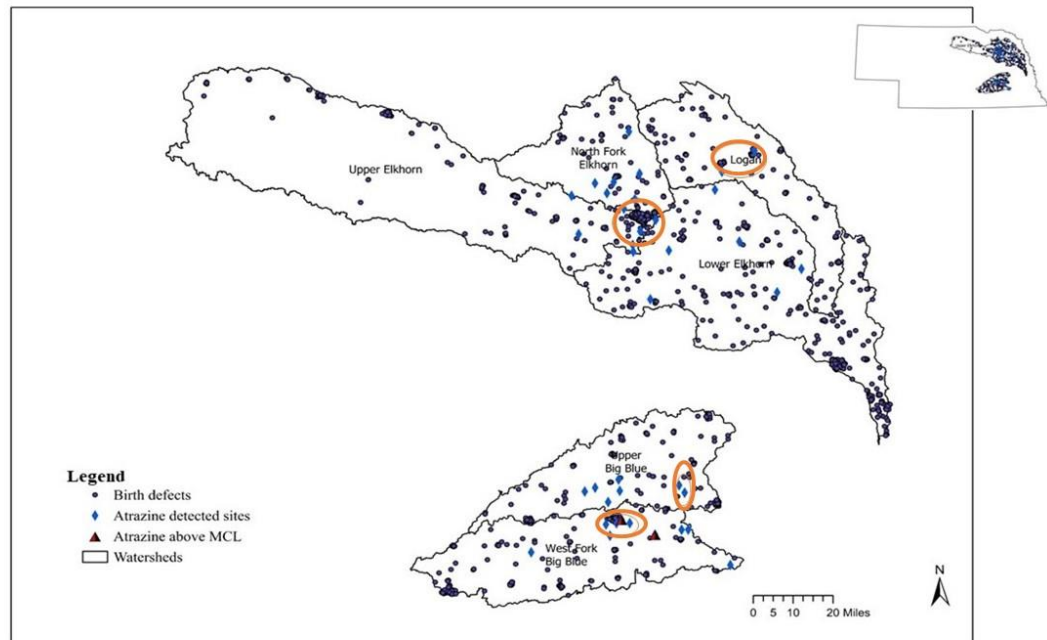 North Fork
Elkhorn
Logan
Upper Elkhorn
Lower Elkhorn
Upper
Big Blue
West Fork
Big Blue
Legend
Birth defects
Atrazine detected sites
Atrazine above MCL
Watersheds
N
0 5 10 20 Miles